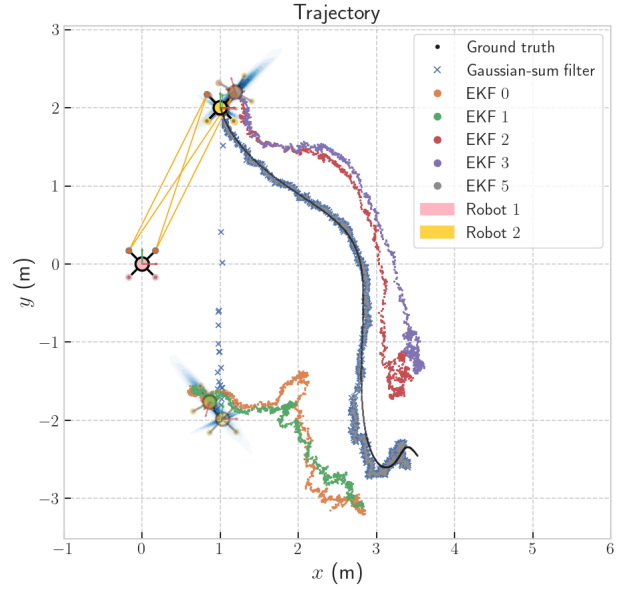 Trajectory
3
2
1
0
−1
−2
−3
y (m)
−1
0
1
2
3
4
5
6
x (m)
Ground truth
Gaussian-sum filter
EKF 0
EKF 1
EKF 2
EKF 3
EKF 5
Robot 1
Robot 2